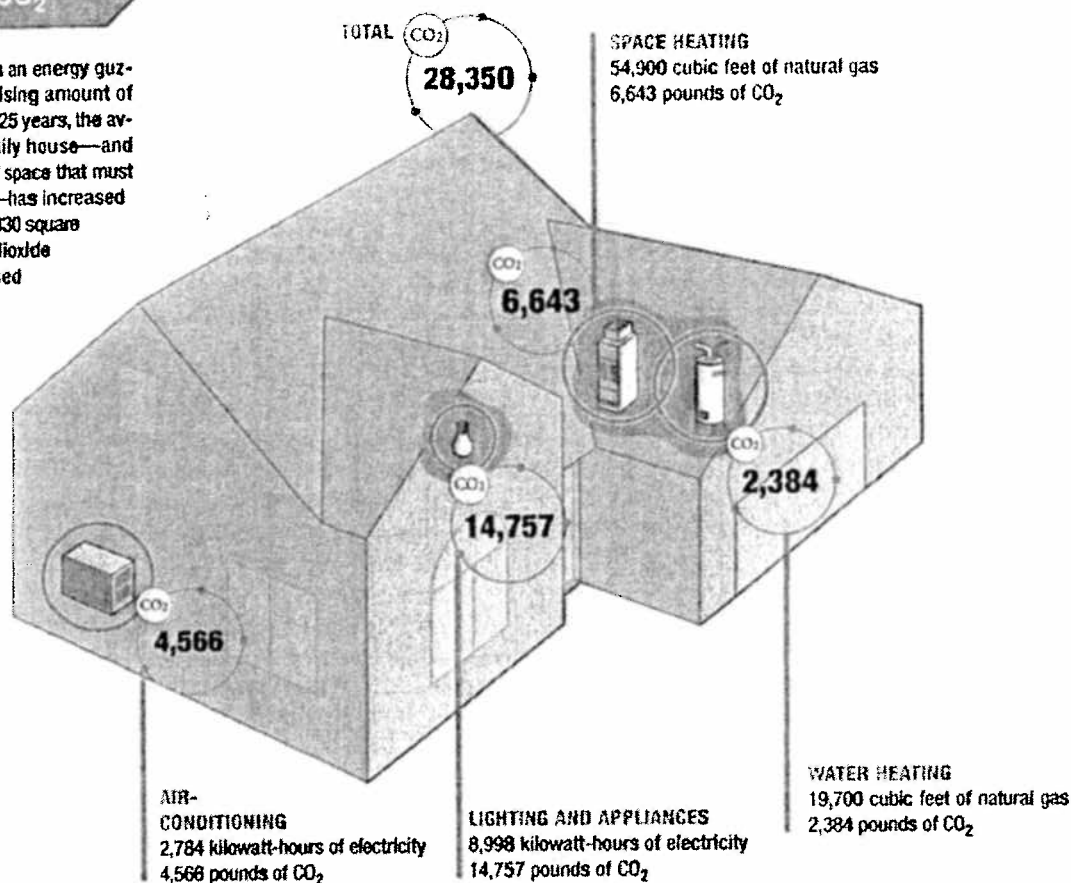 CO₂
an energy guz-
ising amount of
25 years, the av-
ily house—and
space that must
—has increased
330 square
dioxide
sed
TOTAL CO₂
28,350
SPACE HEATING
54,900 cubic feet of natural gas
6,643 pounds of CO₂
CO₂
6,643
CO₂
14,757
CO₂
2,384
CO₂
4,566
AIR-
CONDITIONING
2,784 kilowatt-hours of electricity
4,566 pounds of CO₂
LIGHTING AND APPLIANCES
8,998 kilowatt-hours of electricity
14,757 pounds of CO₂
WATER HEATING
19,700 cubic feet of natural gas
2,384 pounds of CO₂